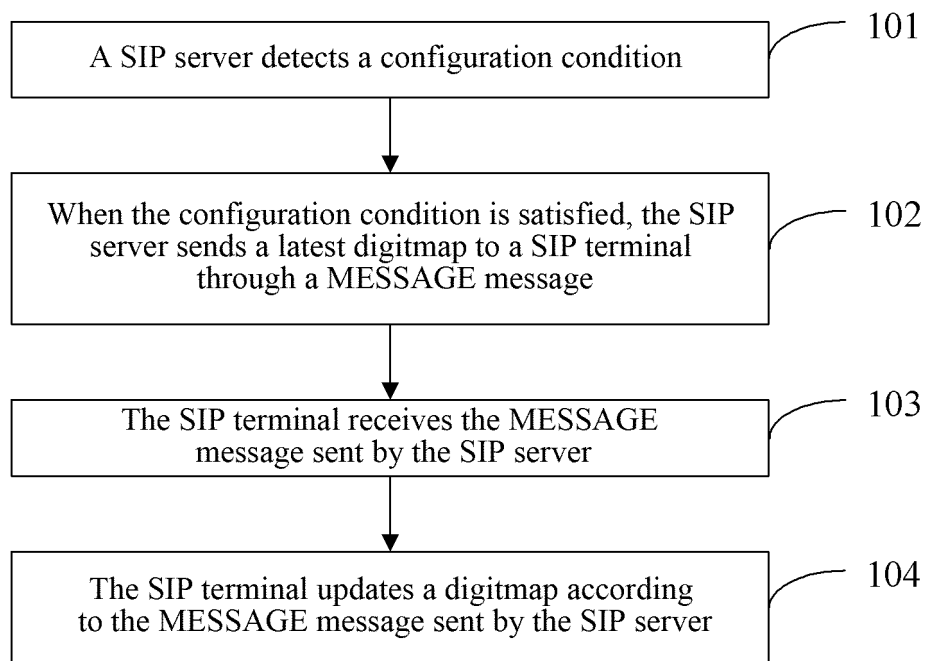 A SIP server detects a configuration condition
101
When the configuration condition is satisfied, the SIP
server sends a latest digitmap to a SIP terminal
through a MESSAGE message
102
The SIP terminal receives the MESSAGE
message sent by the SIP server
103
The SIP terminal updates a digitmap according
to the MESSAGE message sent by the SIP server
104